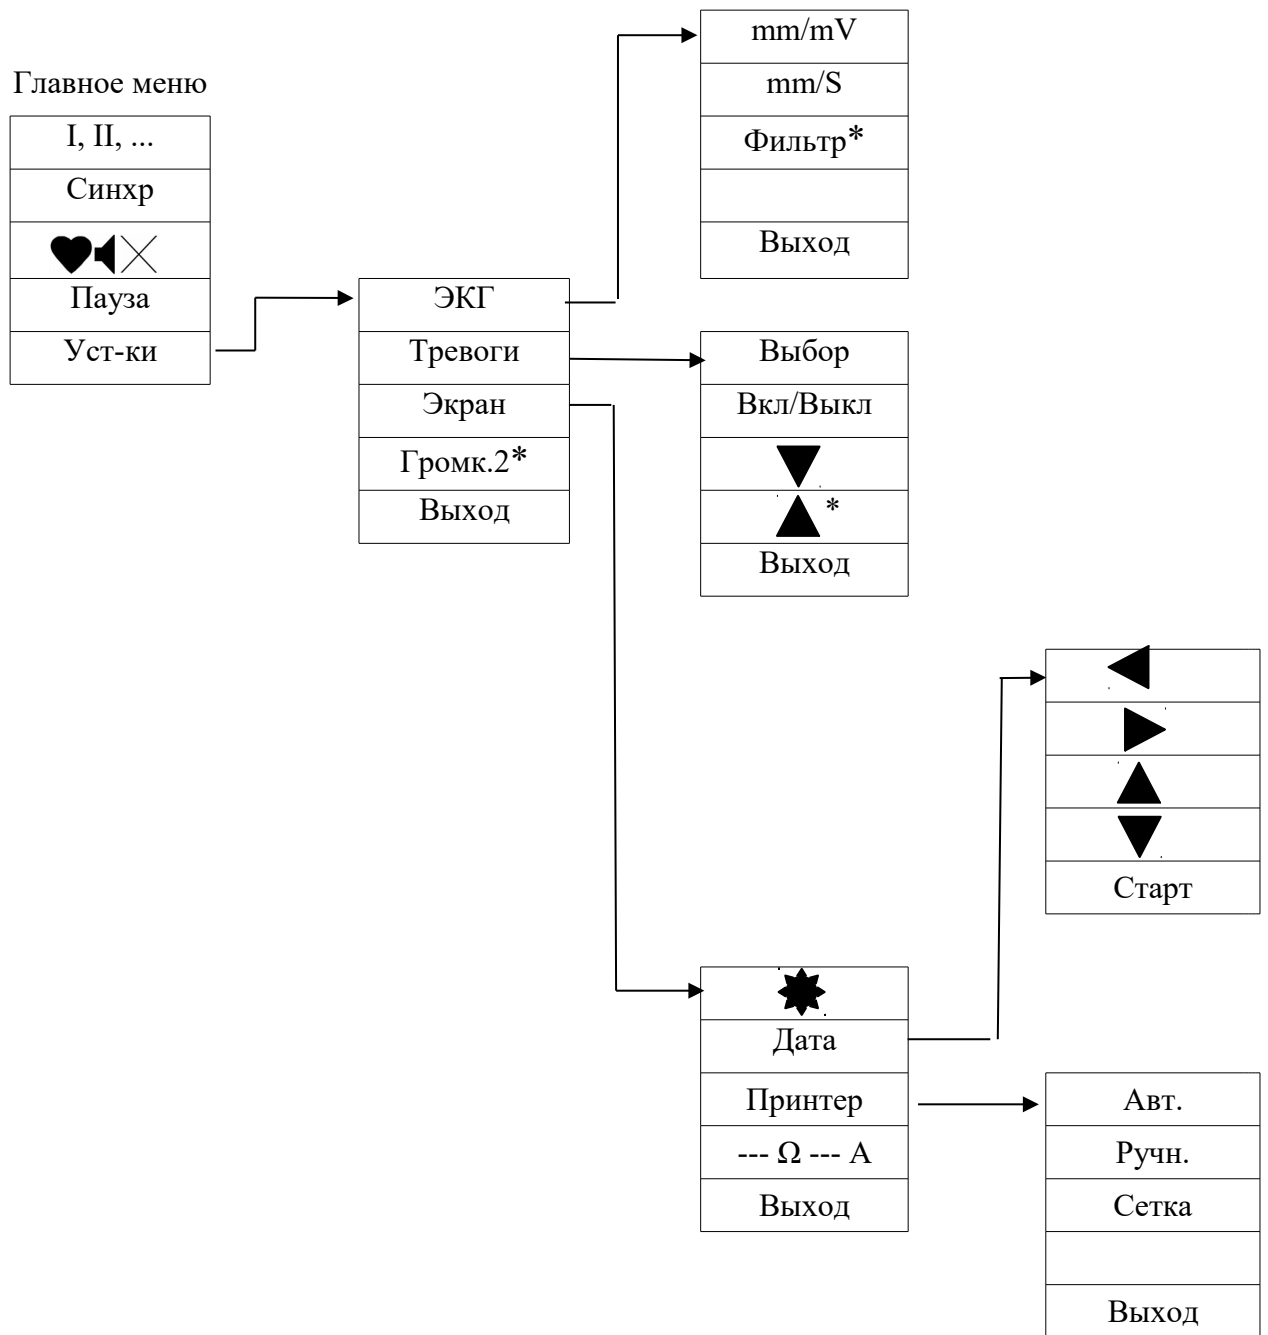 Главное меню
I, II, ...
Синхр
Пауза
Уст-ки
ЭКГ
Тревоги
Экран
Громк.2*
Выход
mm/mV
mm/S
Фильтр*
Выход
Выбор
Вкл/Выкл
*
Выход
Дата
Принтер
--- Ω --- А
Выход
Старт
Авт.
Ручн.
Сетка
Выход